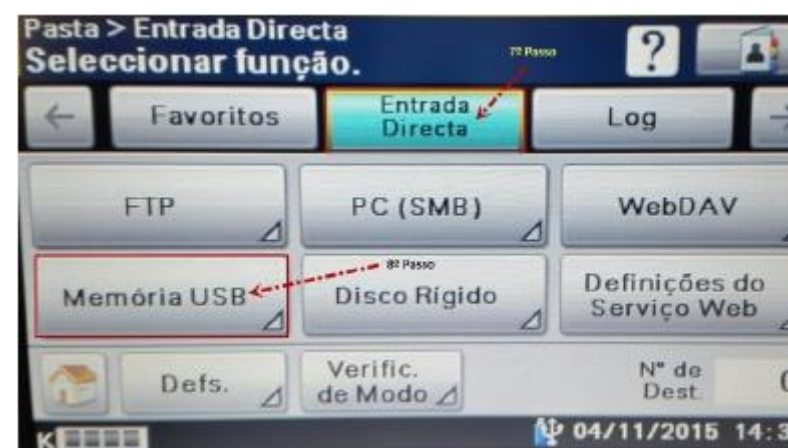 Pasta > Entrada Directa
Seleccionar função.
7º Passo
?
Favoritos
Entrada
Directa
Log
FTP
PC (SMB)
WebDAV
8º Passo
Memória USB
Disco Rígido
Definições do
Serviço Web
Defs.
Verific.
de Modo
Nº de
Dest.
K
04/11/2015 14:3